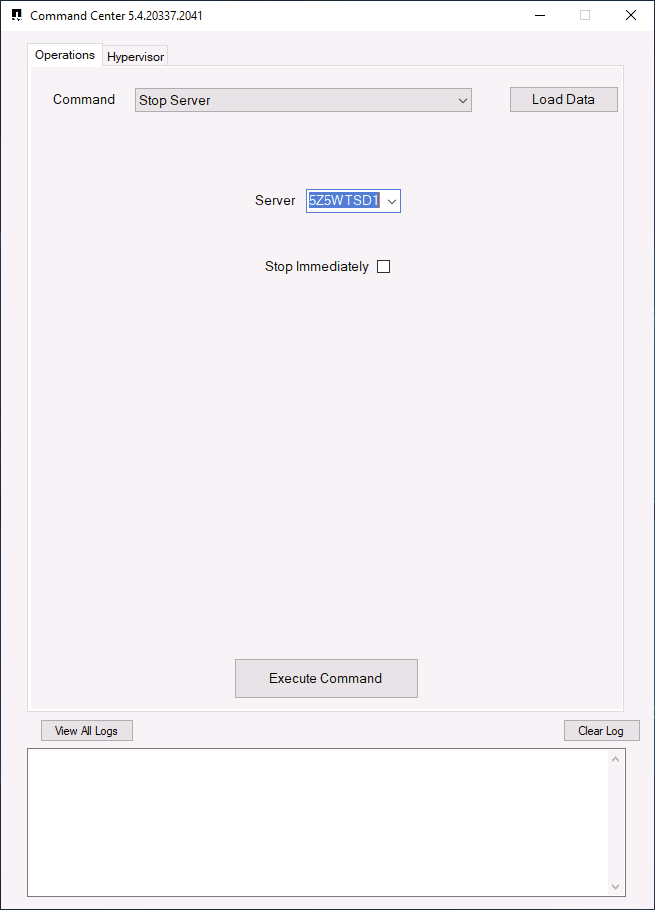 Command Center 5.4.20337.2041
Operations Hypervisor
Command Stop Server Load Data
Server 5Z5WTSD1
Stop Immediately
Execute Command
View All Logs Clear Log